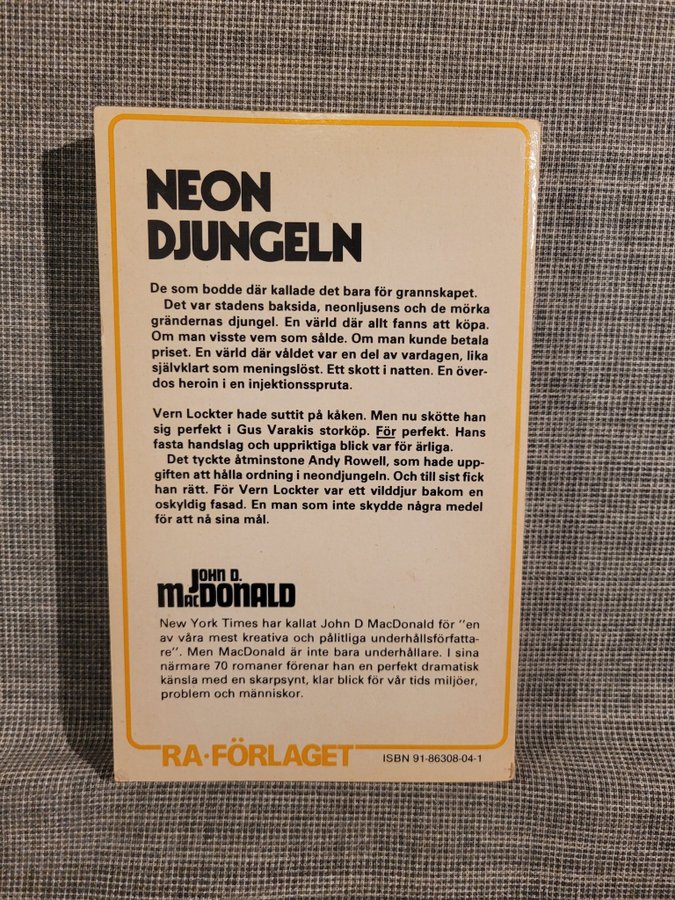 NEON
DJUNGELN
De som bodde där kallade det bara för grannskapet.
Det var stadens baksida, neonljusens och de mörka
grändernas djungel. En värld där allt fanns att köpa.
Om man visste vem som sålde. Om man kunde betala
priset. En värld där våldet var en del av vardagen, lika
självklart som meningslöst. Ett skott i natten. En över-
dos heroin i en injektionsspruta.
Vern Lockter hade suttit på kåken. Men nu skötte han
sig perfekt i Gus Varakis storköp. För perfekt. Hans
fasta handslag och uppriktiga blick var för ärliga.
Det tyckte åtminstone Andy Rowell, som hade upp-
giften att hålla ordning i neondjungeln. Och till sist fick
han rätt. För Vern Lockter var ett vilddjur bakom en
oskyldig fasad. En man som inte skydde några medel
för att nå sina mål.
JOHN D.
MACDONALD
New York Times har kallat John D MacDonald för "en
av våra mest kreativa och pålitliga underhållsförfatta-
re". Men MacDonald är inte bara underhållare. I sina
närmare 70 romaner förenar han en perfekt dramatisk
känsla med en skarpsynt, klar blick för vår tids miljöer,
problem och människor.
RA·FÖRLAGET
ISBN 91-86308-04-1